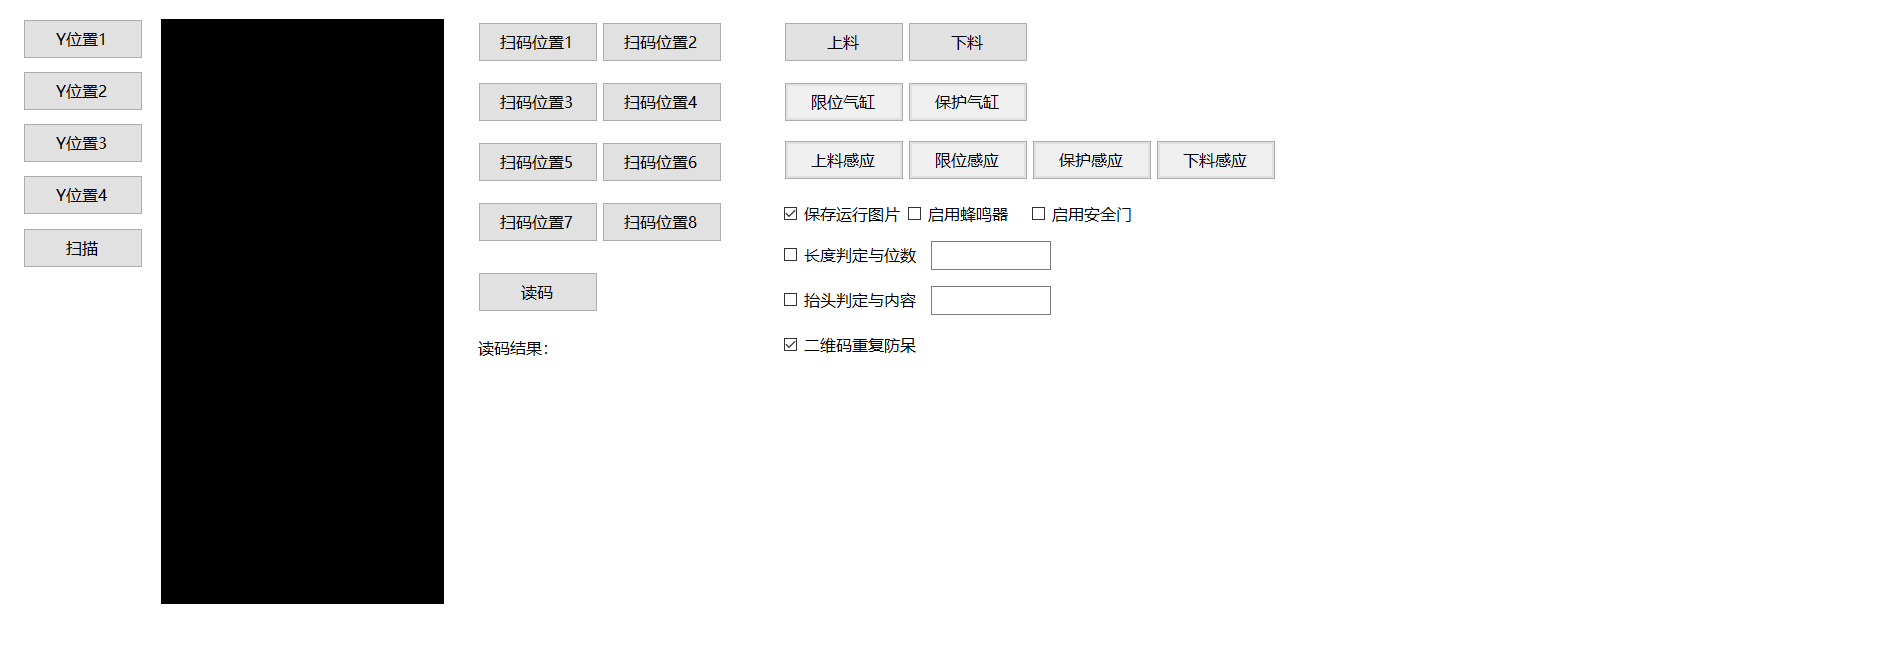 Y位置1
Y位置2
Y位置3
Y位置4
扫描
扫码位置1 扫码位置2
扫码位置3 扫码位置4
扫码位置5 扫码位置6
扫码位置7 扫码位置8
读码
读码结果：
上料 下料
限位气缸 保护气缸
上料感应 限位感应 保护感应 下料感应
保存运行图片 启用蜂鸣器 启用安全门
长度判定与位数
抬头判定与内容
二维码重复防呆